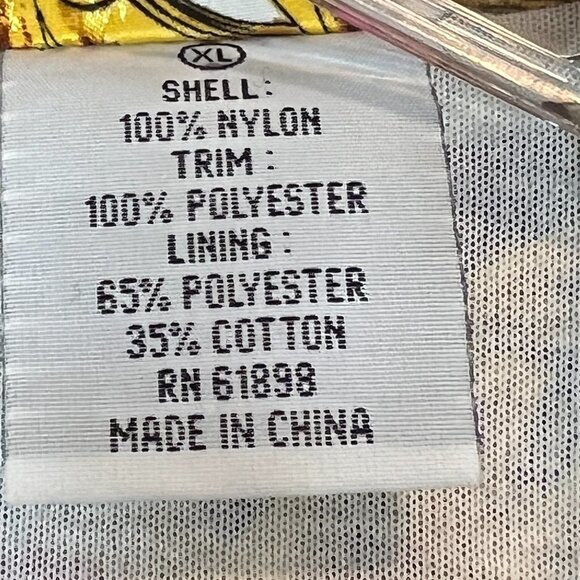 XL
SHELL:
100% NYLON
TRIM:
100% POLYESTER
LINING:
65% POLYESTER
35% COTTON
RN 61898
MADE IN CHINA